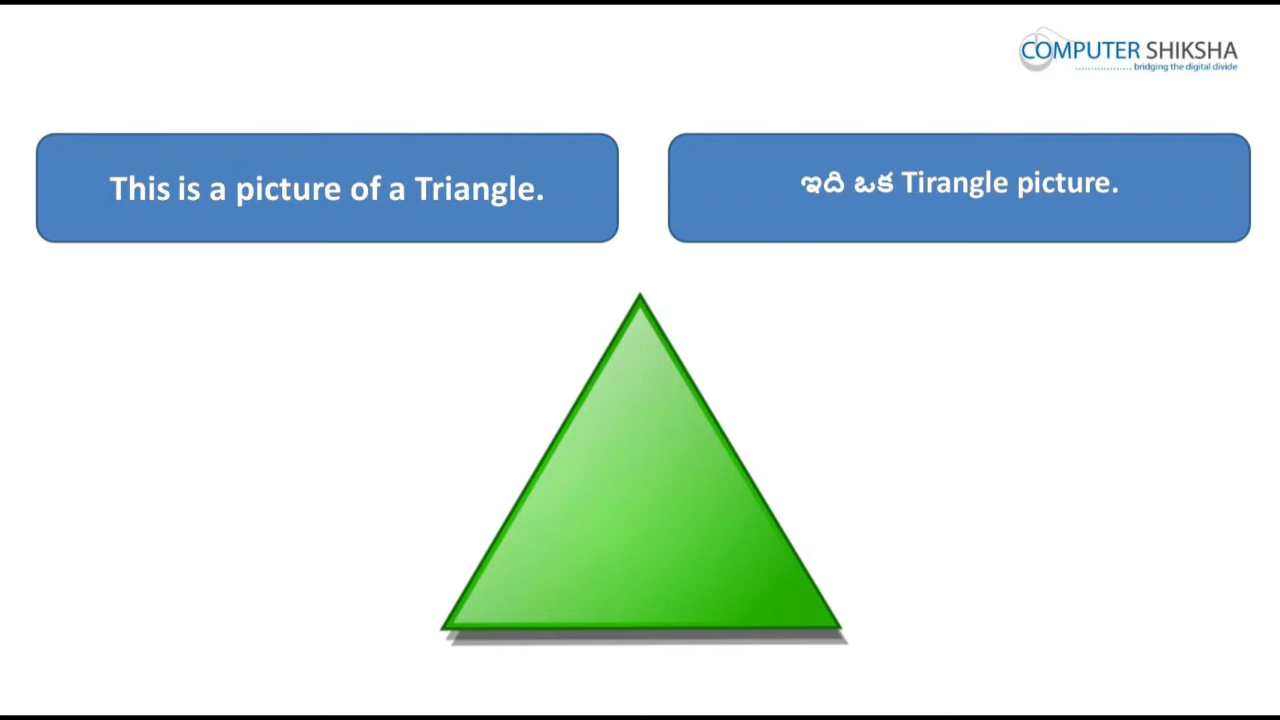 COMPUTER SHIKSHA
bridging the digital divide
This is a picture of a Triangle.
ఇది ఒక Tirangle picture.